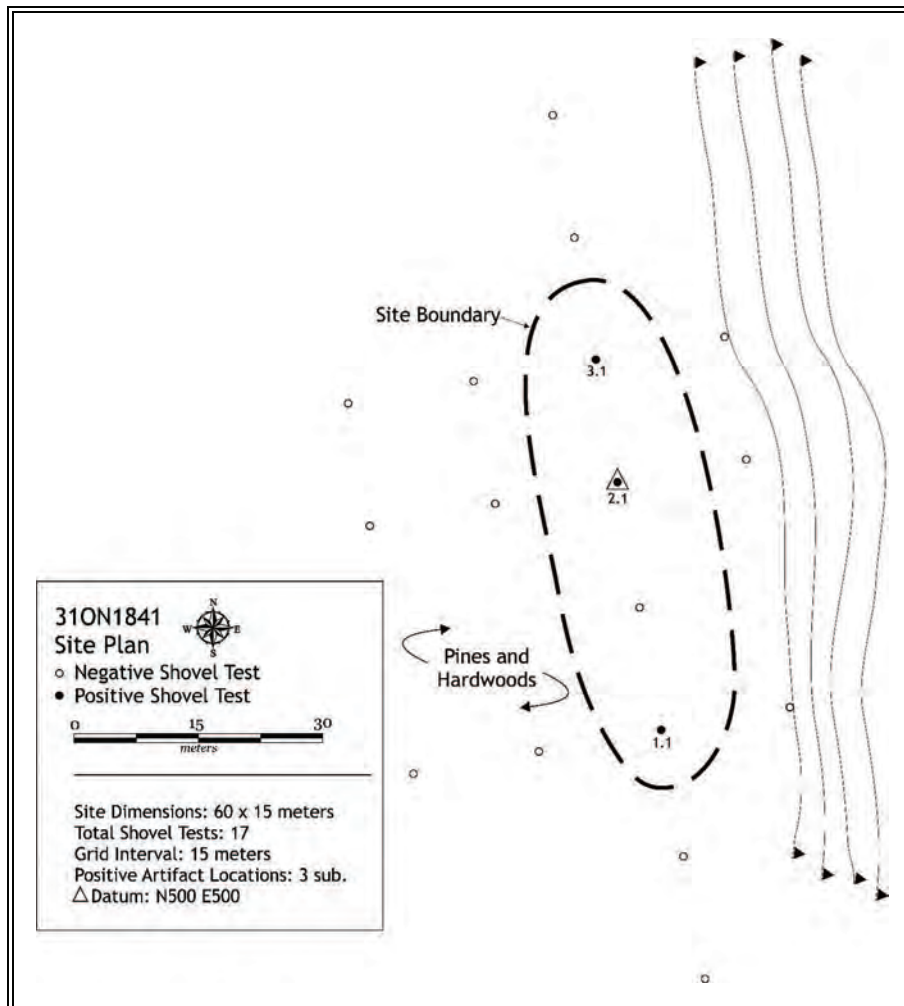 Site Boundary
3.1
2.1
1.1
Pines and
Hardwoods
31ON1841
Site Plan
N
W E
S
Negative Shovel Test
Positive Shovel Test
0 15 30
meters
Site Dimensions: 60 x 15 meters
Total Shovel Tests: 17
Grid Interval: 15 meters
Positive Artifact Locations: 3 sub.
Datum: N500 E500